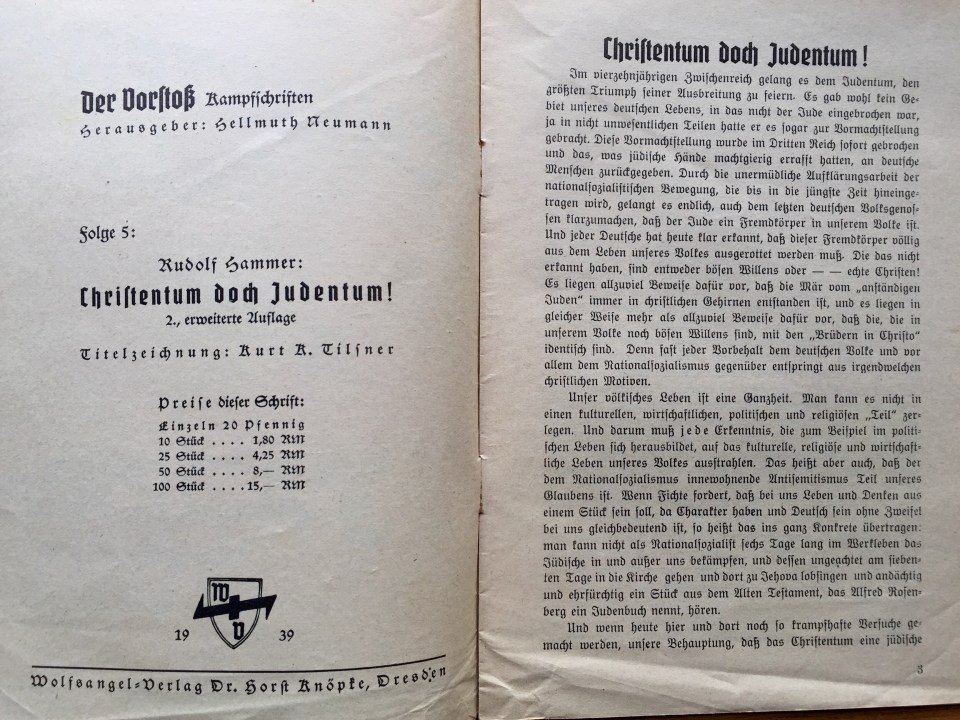 Der Vorstoß Kampfschriften
Herausgeber: Hellmuth Neumann
Folge 5:
Rudolf Hammer:
Christentum doch Judentum!
2., erweiterte Auflage
Titelzeichnung: Kurt K. Tilsner
Preise dieser Schrift:
Einzeln 20 Pfennig
10 Stück . . . . 1,80 RM
25 Stück . . . . 4,25 RM
50 Stück . . . . 8,— RM
100 Stück . . . . 15,— RM
W
V
19 39
Wolfsangel-Verlag Dr. Horst Knöpke, Dresden
Christentum doch Judentum!
Im vierzehnjährigen Zwischenreich gelang es dem Judentum, den
größten Triumph seiner Ausbreitung zu feiern. Es gab wohl kein Ge-
biet unseres deutschen Lebens, in das nicht der Jude eingebrochen war,
ja in nicht unwesentlichen Teilen hatte er es sogar zur Vormachtstellung
gebracht. Diese Vormachtstellung wurde im Dritten Reich sofort gebrochen
und das, was jüdische Hände machtgierig errafft hatten, an deutsche
Menschen zurückgegeben. Durch die unermüdliche Aufklärungsarbeit der
nationalsozialistischen Bewegung, die bis in die jüngste Zeit hineinge-
tragen wird, gelangt es endlich, auch dem letzten deutschen Volksgenos-
sen klarzumachen, daß der Jude ein Fremdkörper in unserem Volke ist.
Und jeder Deutsche hat heute klar erkannt, daß dieser Fremdkörper völlig
aus dem Leben unseres Volkes ausgerottet werden muß. Die das nicht
erkannt haben, sind entweder bösen Willens oder — — echte Christen!
Es liegen allzuviel Beweise dafür vor, daß die Mär vom „anständigen
Juden“ immer in christlichen Gehirnen entstanden ist, und es liegen in
gleicher Weise mehr als allzuviel Beweise dafür vor, daß die, die in
unserem Volke noch bösen Willens sind, mit den „Brüdern in Christo“
identisch sind. Denn fast jeder Vorbehalt dem deutschen Volke und vor
allem dem Nationalsozialismus gegenüber entspringt aus irgendwelchen
christlichen Motiven.
Unser völkisches Leben ist eine Ganzheit. Man kann es nicht in
einen kulturellen, wirtschaftlichen, politischen und religiösen „Teil“ zer-
legen. Und darum muß jede Erkenntnis, die zum Beispiel im politi-
schen Leben sich herausbildet, auf das kulturelle, religiöse und wirtschaft-
liche Leben unseres Volkes ausstrahlen. Das heißt aber auch, daß der
dem Nationalsozialismus innewohnende Antisemitismus Teil unseres
Glaubens ist. Wenn Fichte fordert, daß bei uns Leben und Denken aus
einem Stück sein soll, da Charakter haben und Deutsch sein ohne Zweifel
bei uns gleichbedeutend ist, so heißt das ins ganz Konkrete übertragen:
man kann nicht als Nationalsozialist sechs Tage lang im Werkleben das
Jüdische in und außer uns bekämpfen, und dessen ungeachtet am sieben-
ten Tage in die Kirche gehen und dort zu Jehova lobsingen und andächtig
und ehrfürchtig ein Stück aus dem Alten Testament, das Alfred Rosen-
berg ein Judenbuch nennt, hören.
Und wenn heute hier und dort noch so krampfhafte Versuche ge-
macht werden, unsere Behauptung, daß das Christentum eine jüdische
3